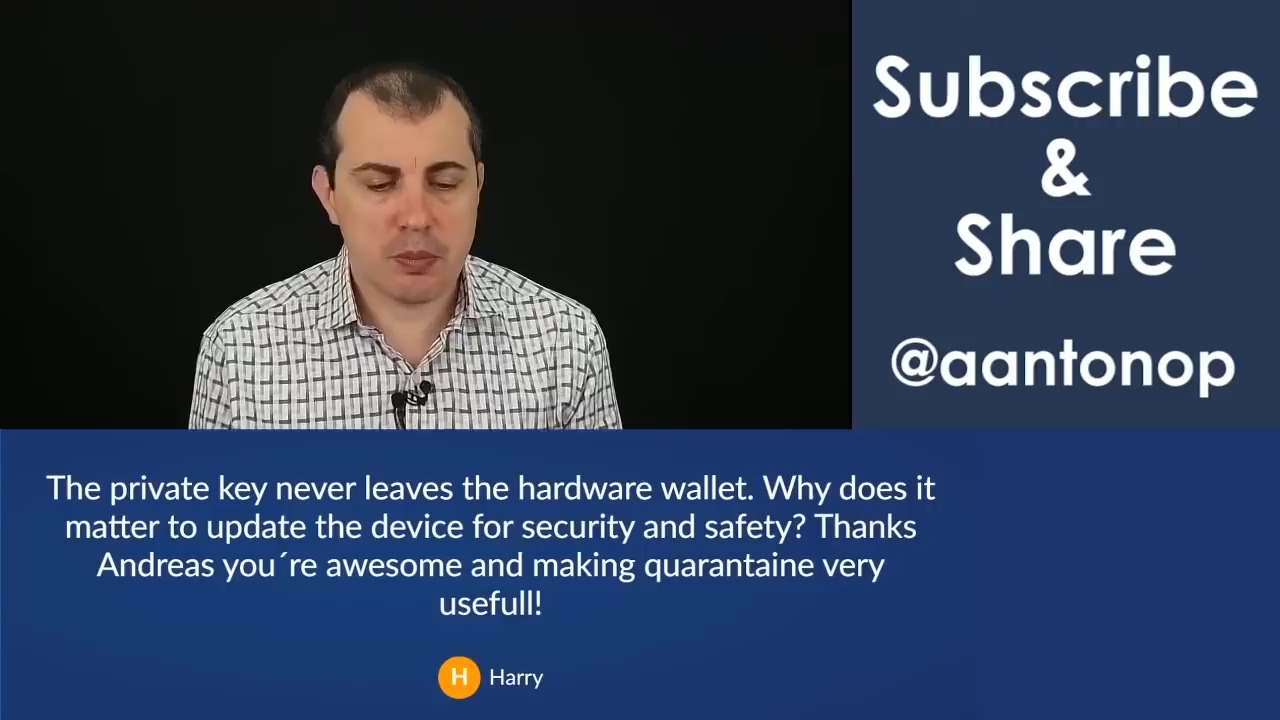 Subscribe
&
Share
@aantonop
The private key never leaves the hardware wallet. Why does it
matter to update the device for security and safety? Thanks
Andreas you´re awesome and making quarantaine very
usefull!
H Harry